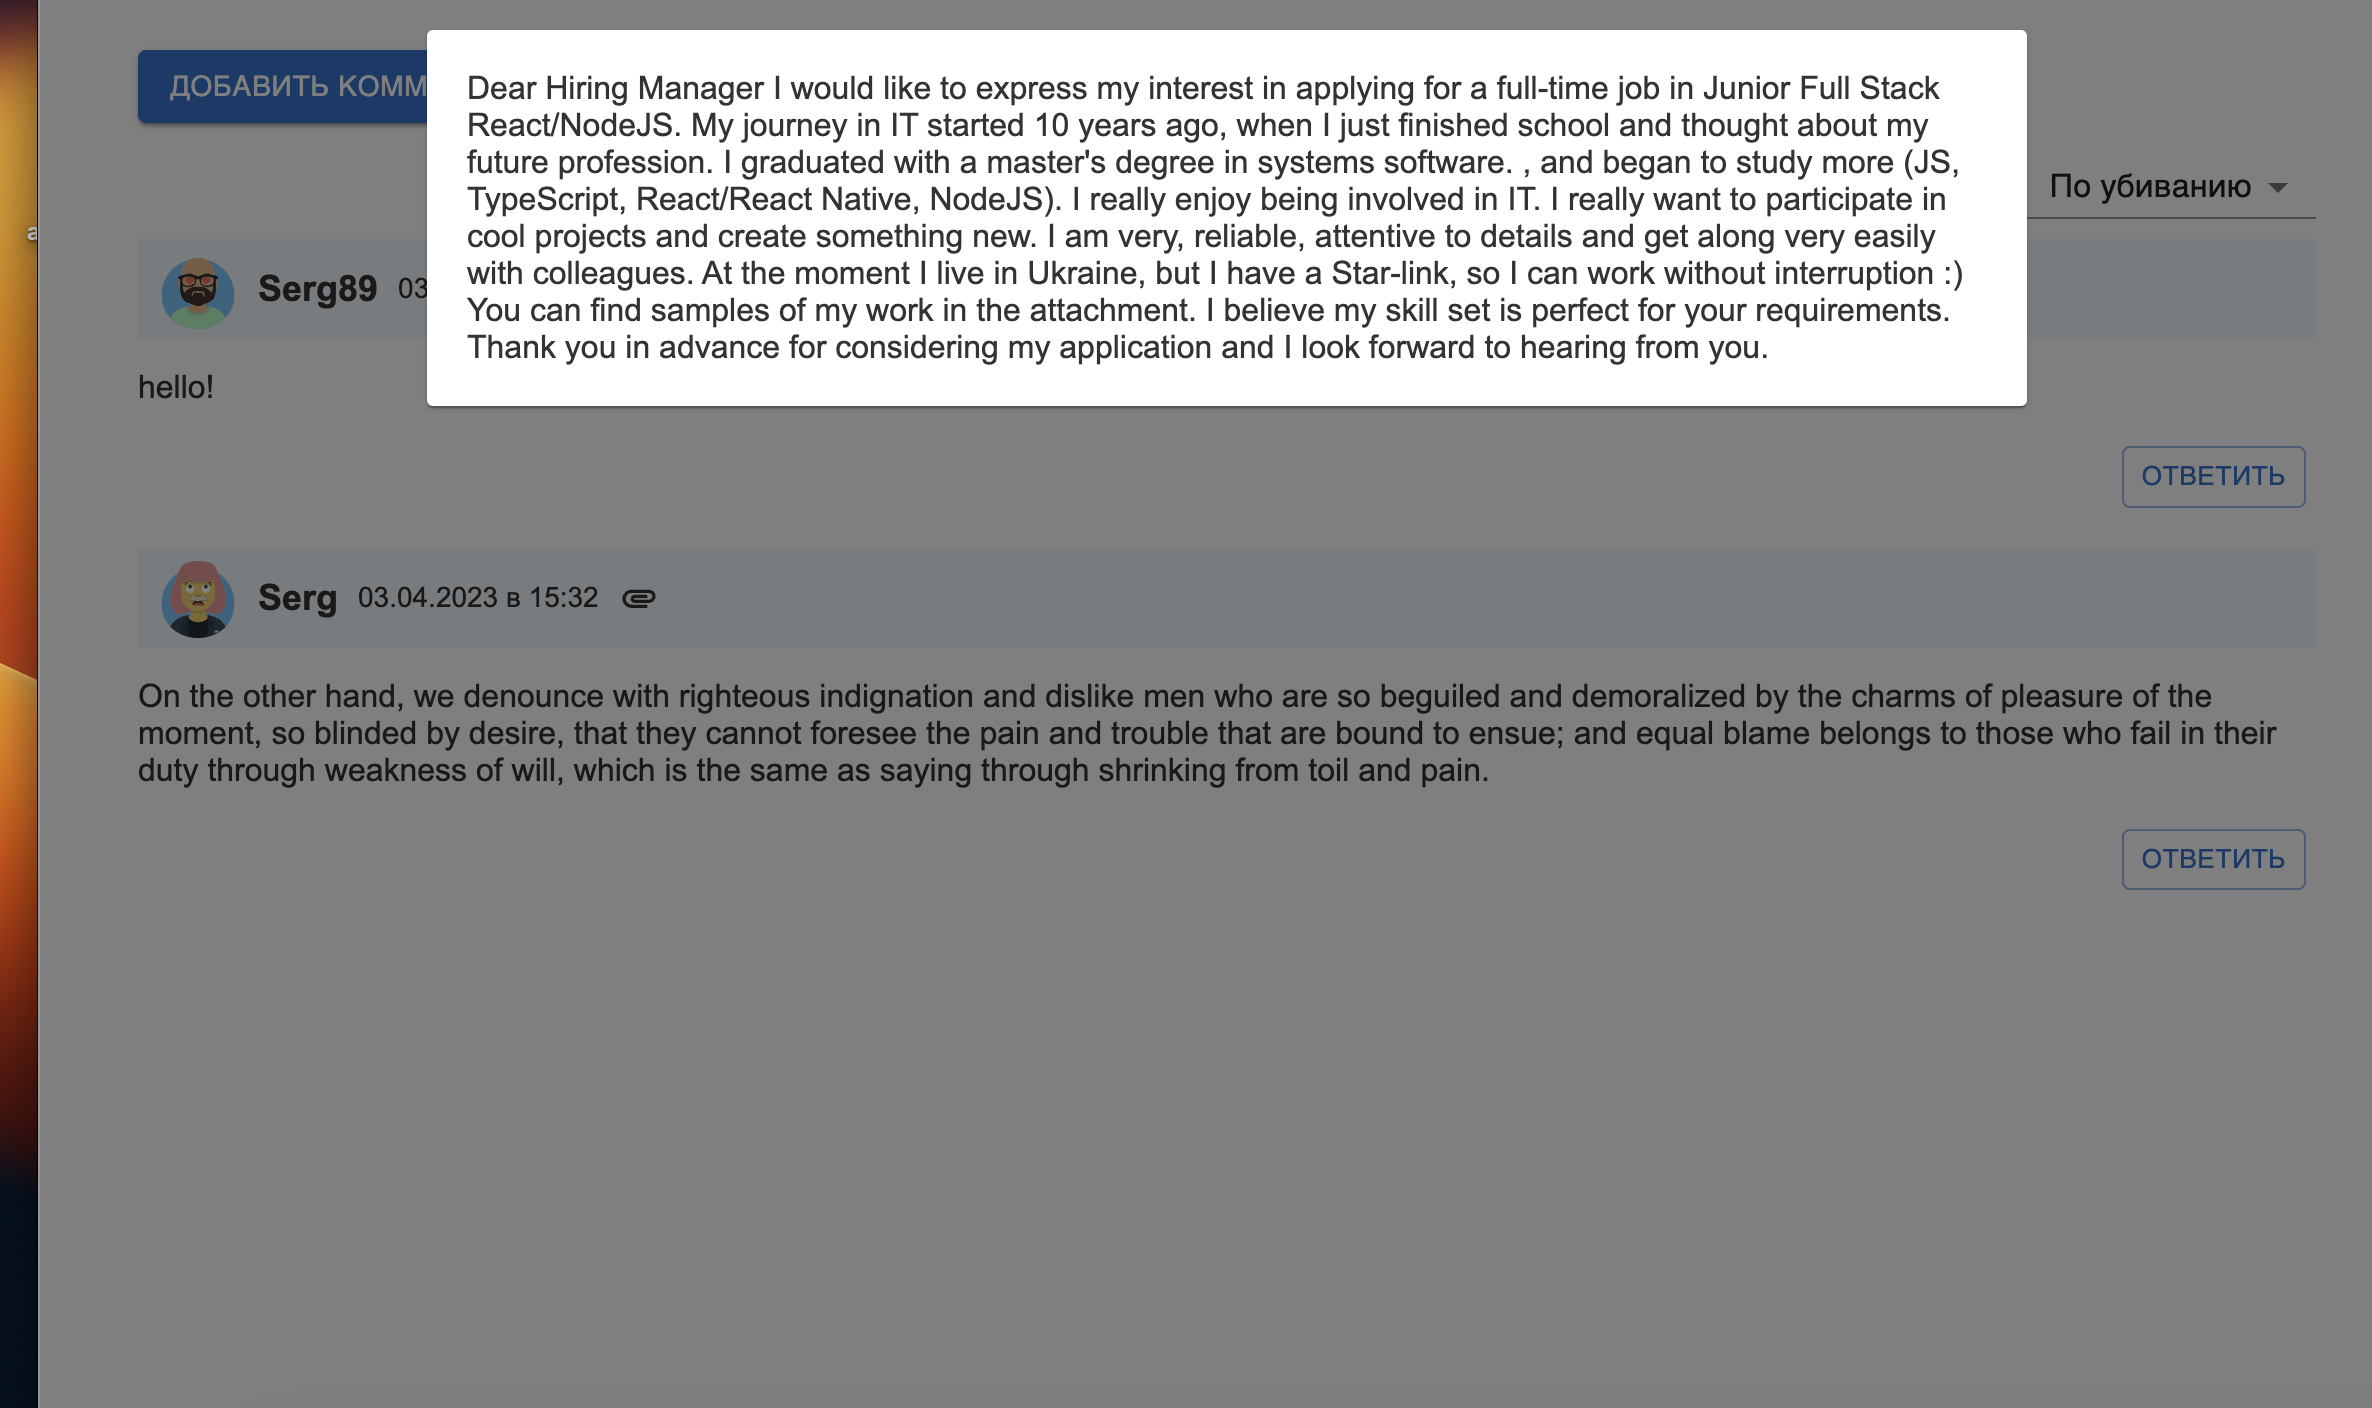 Dear Hiring Manager I would like to express my interest in applying for a full-time job in Junior Full Stack
React/NodeJS. My journey in IT started 10 years ago, when I just finished school and thought about my
future profession. I graduated with a master's degree in systems software. , and began to study more (JS,
TypeScript, React/React Native, NodeJS). I really enjoy being involved in IT. I really want to participate in
cool projects and create something new. I am very, reliable, attentive to details and get along very easily
with colleagues. At the moment I live in Ukraine, but I have a Star-link, so I can work without interruption :)
You can find samples of my work in the attachment. I believe my skill set is perfect for your requirements.
Thank you in advance for considering my application and I look forward to hearing from you.
ДОБАВИТЬ КОММ
По убиванию
Serg89 03
hello!
ОТВЕТИТЬ
Serg 03.04.2023 в 15:32
On the other hand, we denounce with righteous indignation and dislike men who are so beguiled and demoralized by the charms of pleasure of the
moment, so blinded by desire, that they cannot foresee the pain and trouble that are bound to ensue; and equal blame belongs to those who fail in their
duty through weakness of will, which is the same as saying through shrinking from toil and pain.
ОТВЕТИТЬ